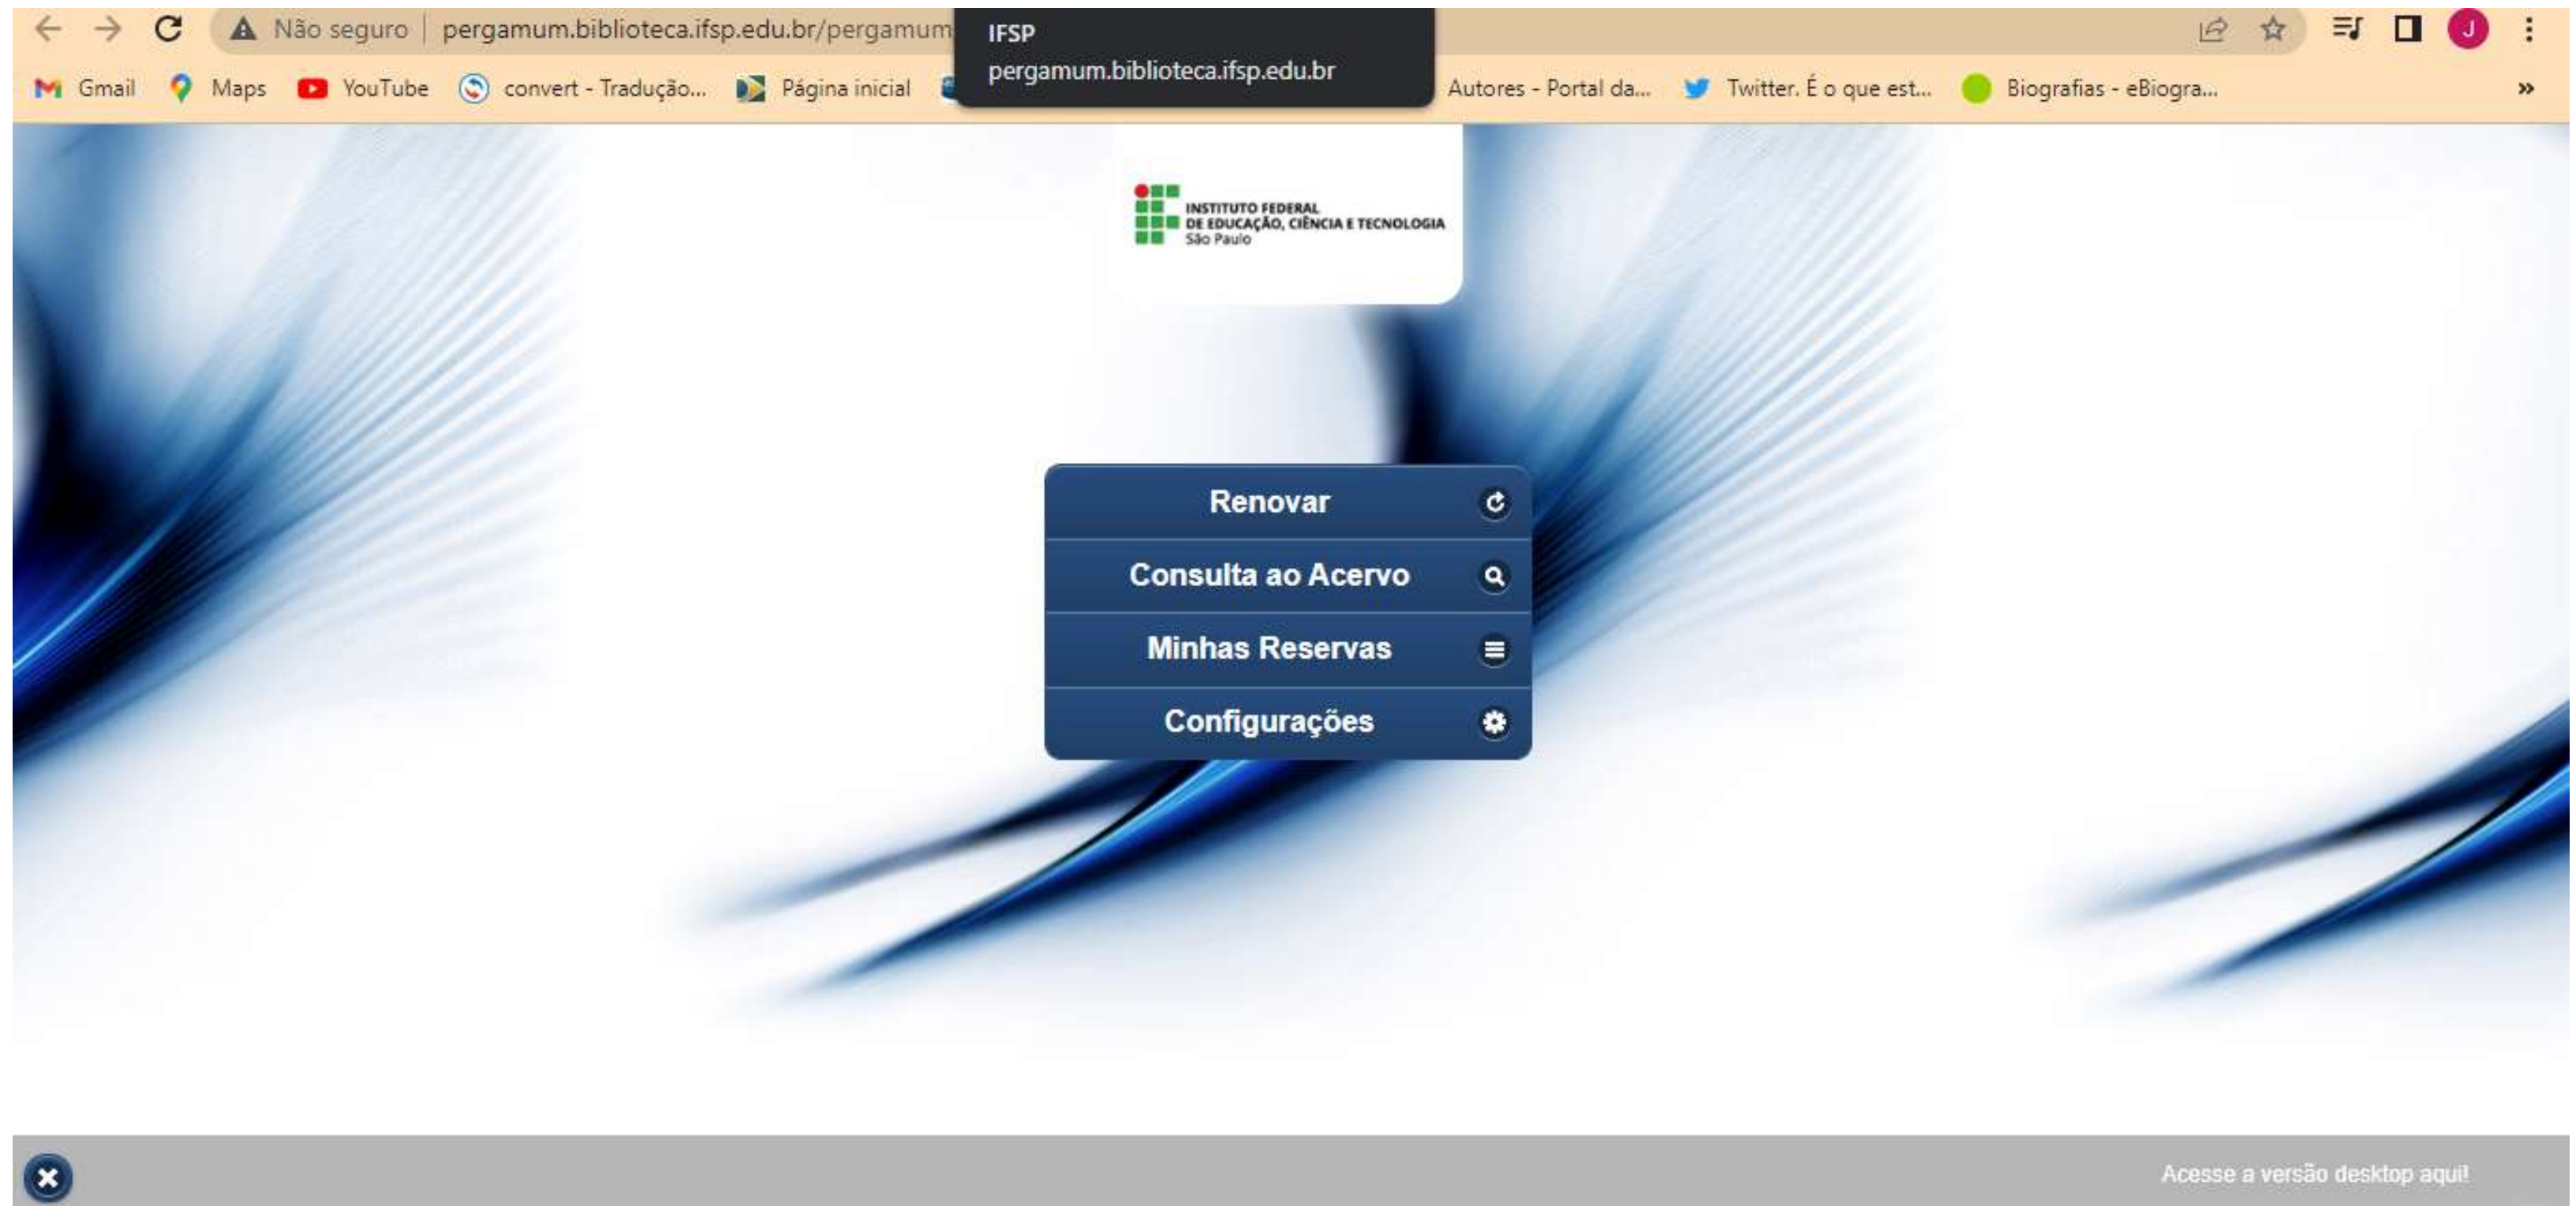 Não seguro | pergamum.biblioteca.ifsp.edu.br/pergamum
IFSP
pergamum.biblioteca.ifsp.edu.br
J
Gmail Maps YouTube convert - Tradução... Página inicial Autores - Portal da... Twitter. É o que est... Biografias - eBiogra... »
INSTITUTO FEDERAL
DE EDUCAÇÃO, CIÊNCIA E TECNOLOGIA
São Paulo
Renovar
Consulta ao Acervo
Minhas Reservas
Configurações
Acesse a versão desktop aqui!